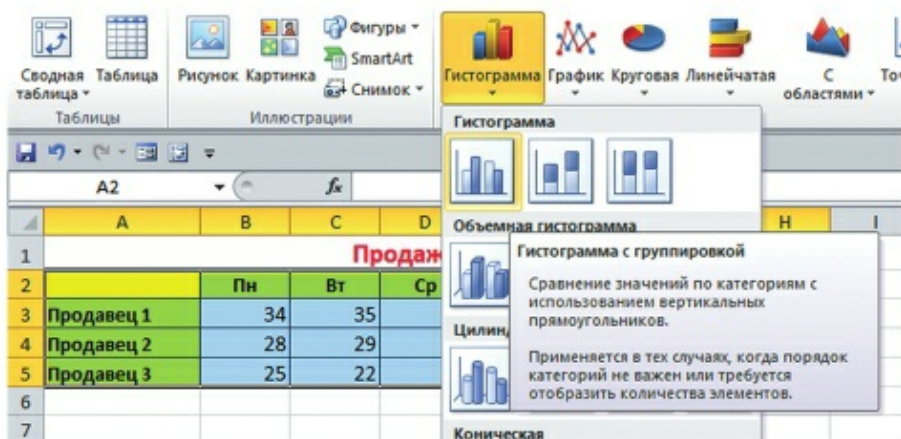 Сводная таблица
Таблица
Рисунок
Картинка
Фигуры
SmartArt
Снимок
Гистограмма
График
Круговая
Линейчатая
С областями
Таблицы
Иллюстрации
Гистограмма
A2
fx
A B C D H I
Объемная гистограмма
1
Гистограмма с группировкой
2 Пн Вт Ср
Сравнение значений по категориям с
использованием вертикальных
прямоугольников.
3 Продавец 1 34 35
4 Продавец 2 28 29
Применяется в тех случаях, когда порядок
категорий не важен или требуется
отобразить количества элементов.
5 Продавец 3 25 22
6
7
Коническая